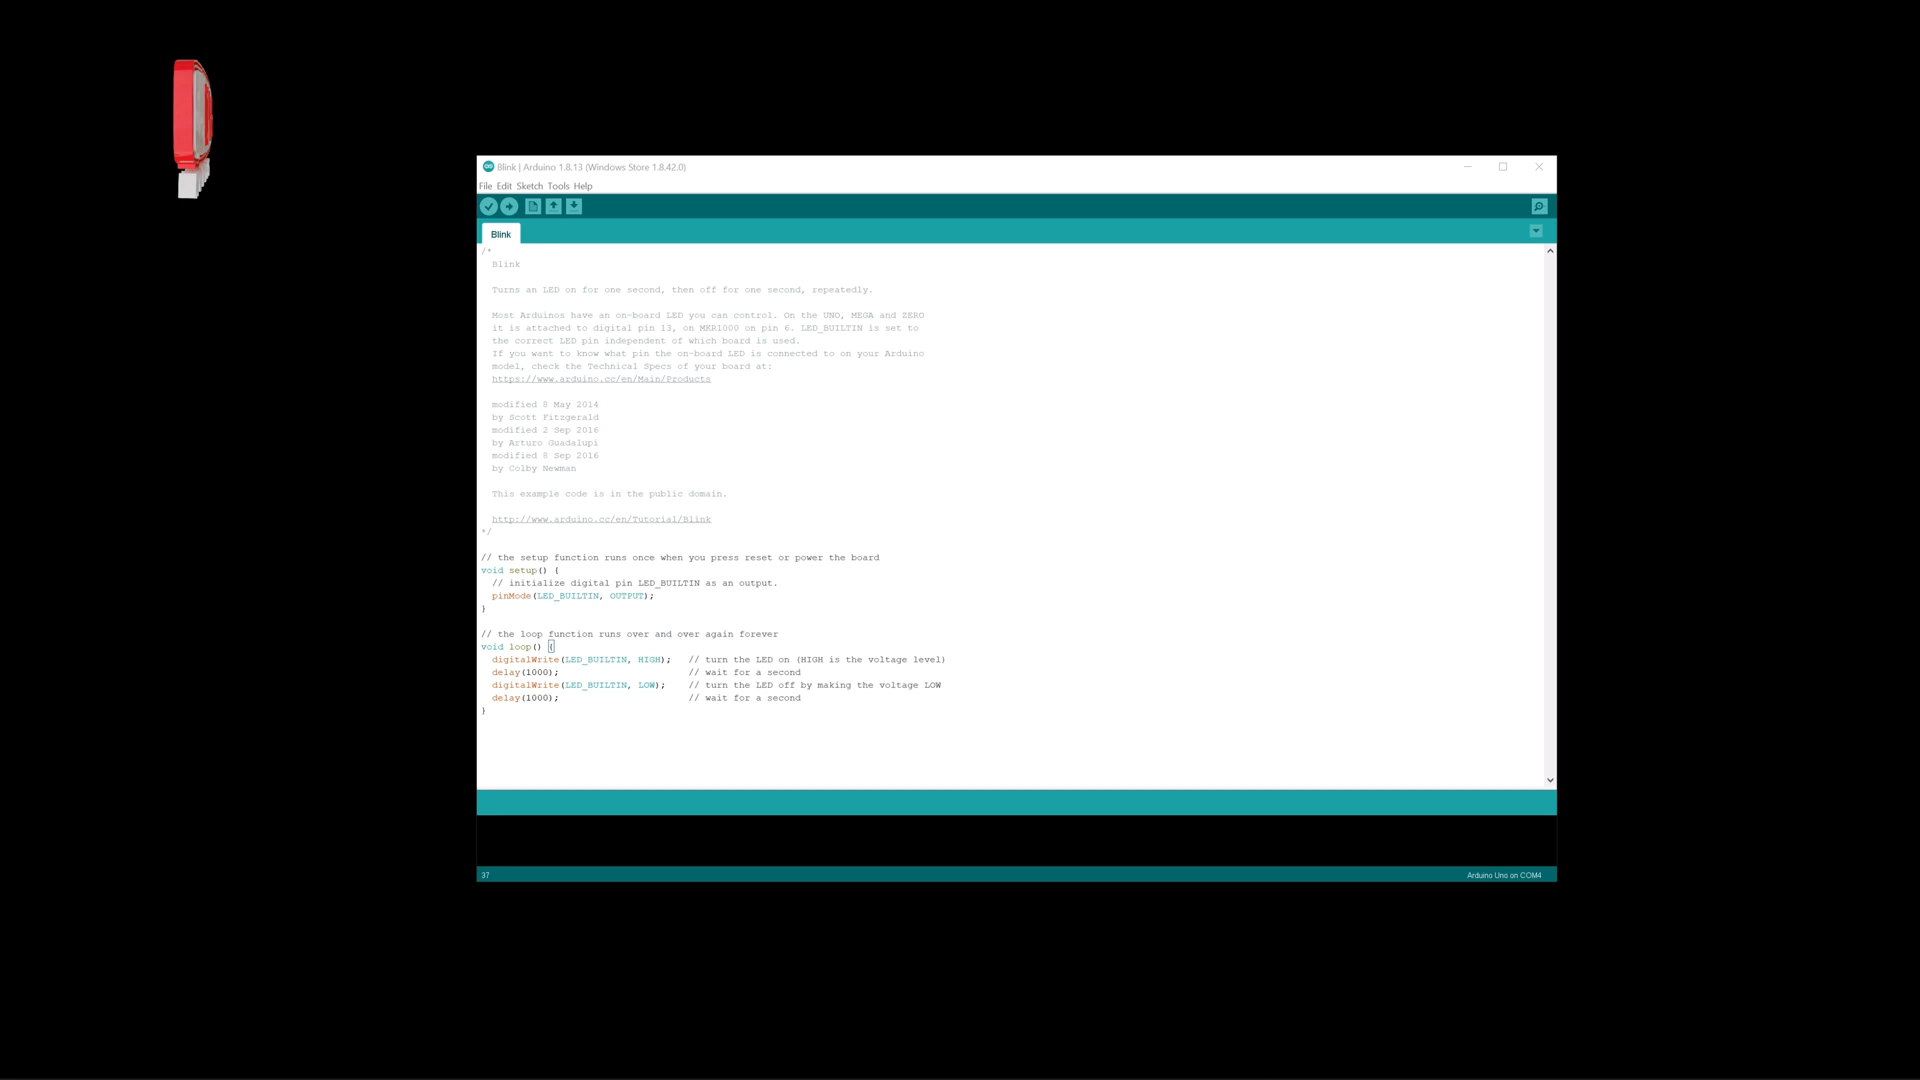 Blink | Arduino 1.8.13 (Windows Store 1.8.42.0)
File Edit Sketch Tools Help
Blink
/*
Blink
Turns an LED on for one second, then off for one second, repeatedly.
Most Arduinos have an on-board LED you can control. On the UNO, MEGA and ZERO
it is attached to digital pin 13, on MKR1000 on pin 6. LED_BUILTIN is set to
the correct LED pin independent of which board is used.
If you want to know what pin the on-board LED is connected to on your Arduino
model, check the Technical Specs of your board at:
https://www.arduino.cc/en/Main/Products
modified 8 May 2014
by Scott Fitzgerald
modified 2 Sep 2016
by Arturo Guadalupi
modified 8 Sep 2016
by Colby Newman
This example code is in the public domain.
http://www.arduino.cc/en/Tutorial/Blink
*/
// the setup function runs once when you press reset or power the board
void setup() {
// initialize digital pin LED_BUILTIN as an output.
pinMode(LED_BUILTIN, OUTPUT);
}
// the loop function runs over and over again forever
void loop() {
digitalWrite(LED_BUILTIN, HIGH);   // turn the LED on (HIGH is the voltage level)
delay(1000);                       // wait for a second
digitalWrite(LED_BUILTIN, LOW);    // turn the LED off by making the voltage LOW
delay(1000);                       // wait for a second
}
37
Arduino Uno on COM4